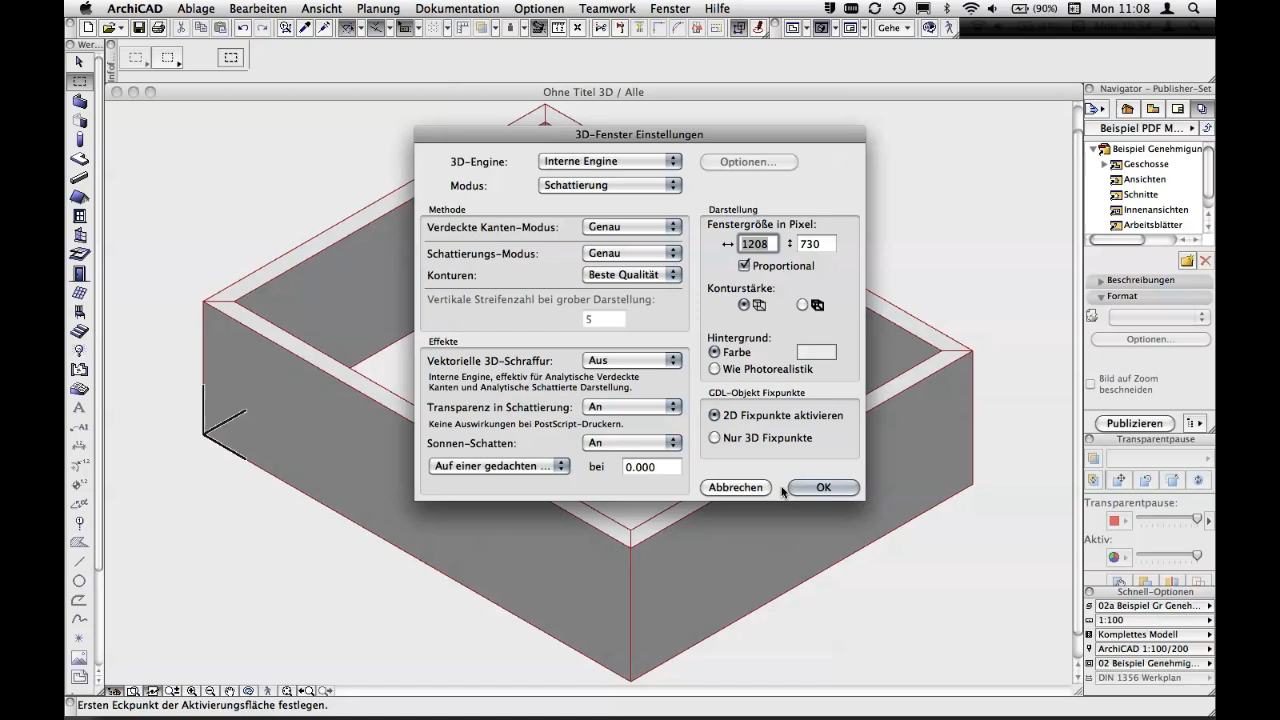 ArchiCAD Ablage Bearbeiten Ansicht Planung Dokumentation Optionen Teamwork Fenster Hilfe (90%) Mon 11:08
Gehe
Wer...
Infof...
Ohne Titel 3D / Alle
Navigator - Publisher-Set
Beispiel PDF M...
Beispiel Genehmigun
Geschosse
Ansichten
Schnitte
Innenansichten
Arbeitsblätter
Beschreibungen
Format
Optionen...
Bild auf Zoom
beschneiden
Publizieren
Transparentpause
Transparentpause:
Aktiv:
Schnell-Optionen
02a Beispiel Gr Geneh...
1:100
Komplettes Modell
ArchiCAD 1:100/200
02 Beispiel Genehmig...
DIN 1356 Werkplan
3D-Fenster Einstellungen
3D-Engine: Interne Engine
Optionen...
Modus: Schattierung
Methode
Verdeckte Kanten-Modus: Genau
Schattierungs-Modus: Genau
Konturen: Beste Qualität
Vertikale Streifenzahl bei grober Darstellung:
5
Effekte
Vektorielle 3D-Schraffur: Aus
Interne Engine, effektiv für Analytische Verdeckte
Kanten und Analytische Schattierte Darstellung.
Transparenz in Schattierung: An
Keine Auswirkungen bei PostScript-Druckern.
Sonnen-Schatten: An
Auf einer gedachten ... bei 0.000
Darstellung
Fenstergröße in Pixel:
1208 730
Proportional
Konturstärke:
Hintergrund:
Farbe
Wie Photorealistik
GDL-Objekt Fixpunkte
2D Fixpunkte aktivieren
Nur 3D Fixpunkte
Abbrechen OK
Ersten Eckpunkt der Aktivierungsfläche festlegen.